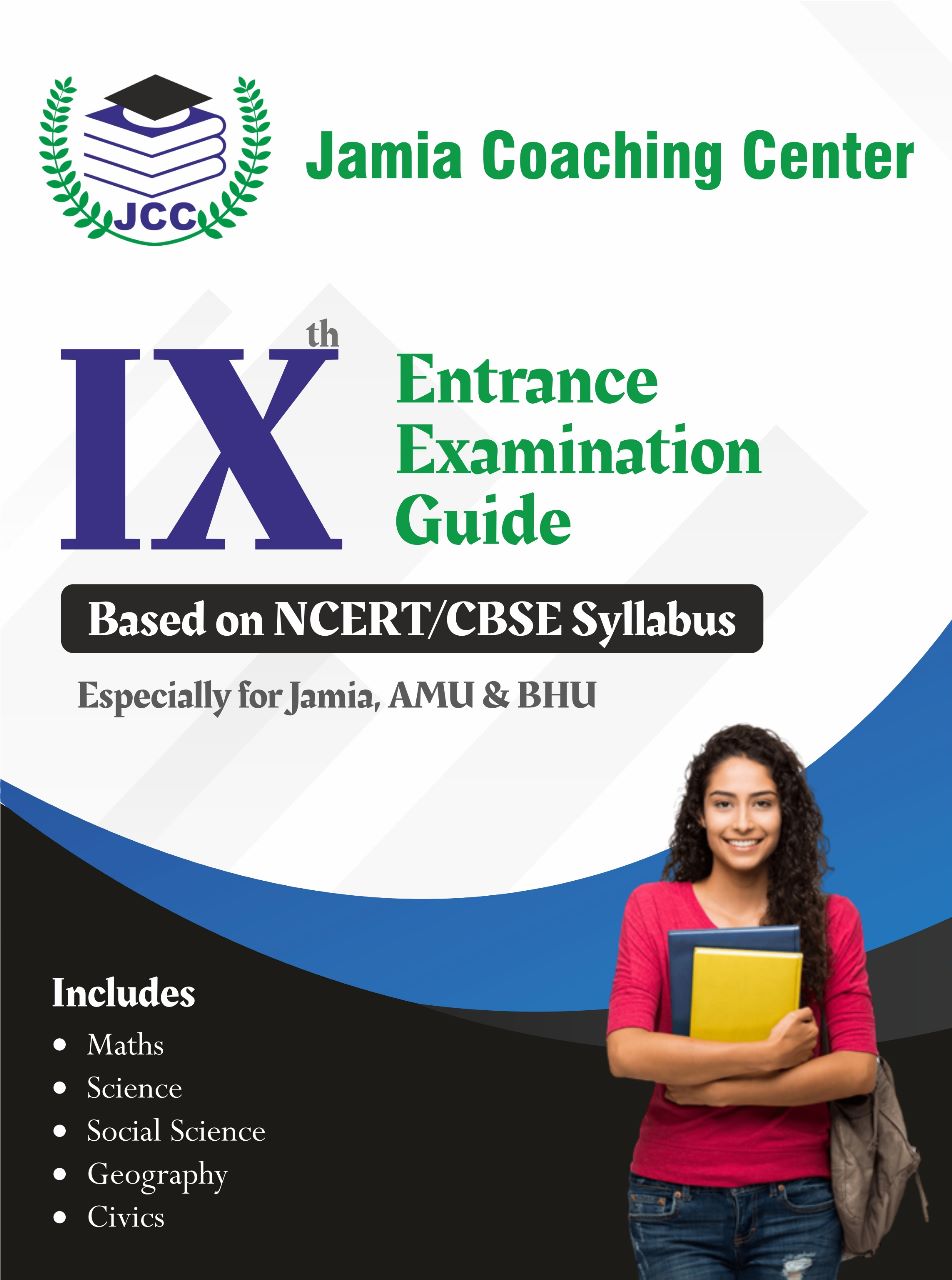 JCC
Jamia Coaching Center
IXth
Entrance
Examination
Guide
Based on NCERT/CBSE Syllabus
Especially for Jamia, AMU & BHU
Includes
• Maths
• Science
• Social Science
• Geography
• Civics